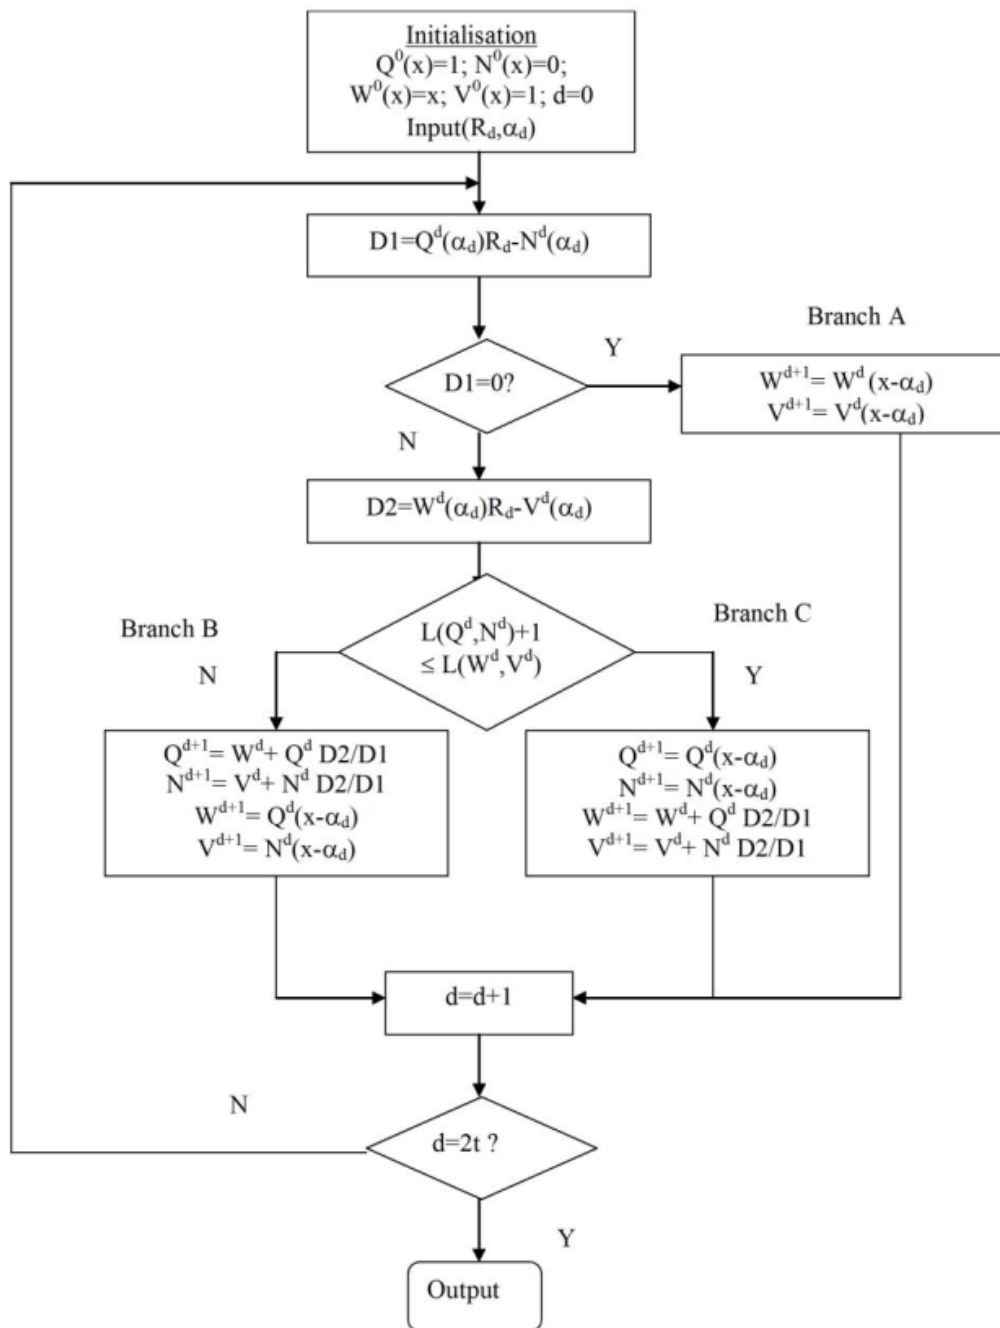 Initialisation
Q⁰(x)=1; N⁰(x)=0;
W⁰(x)=x; V⁰(x)=1; d=0
Input(R_d,α_d)
D1=Q^d(α_d)R_d-N^d(α_d)
Branch A
D1=0?
Y
W^{d+1}= W^d (x-α_d)
V^{d+1}= V^d(x-α_d)
N
D2=W^d(α_d)R_d-V^d(α_d)
Branch B
Branch C
L(Q^d,N^d)+1
≤ L(W^d,V^d)
N
Y
Q^{d+1}= W^d+ Q^d D2/D1
N^{d+1}= V^d+ N^d D2/D1
W^{d+1}= Q^d(x-α_d)
V^{d+1}= N^d(x-α_d)
Q^{d+1}= Q^d(x-α_d)
N^{d+1}= N^d(x-α_d)
W^{d+1}= W^d+ Q^d D2/D1
V^{d+1}= V^d+ N^d D2/D1
d=d+1
N
d=2t ?
Y
Output